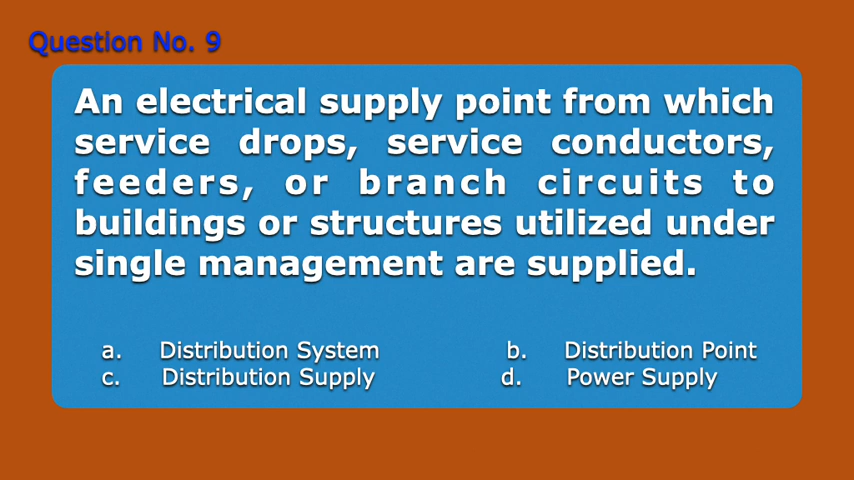 Question No. 9
An electrical supply point from which
service drops, service conductors,
feeders, or branch circuits to
buildings or structures utilized under
single management are supplied.
a. Distribution System b. Distribution Point
c. Distribution Supply d. Power Supply